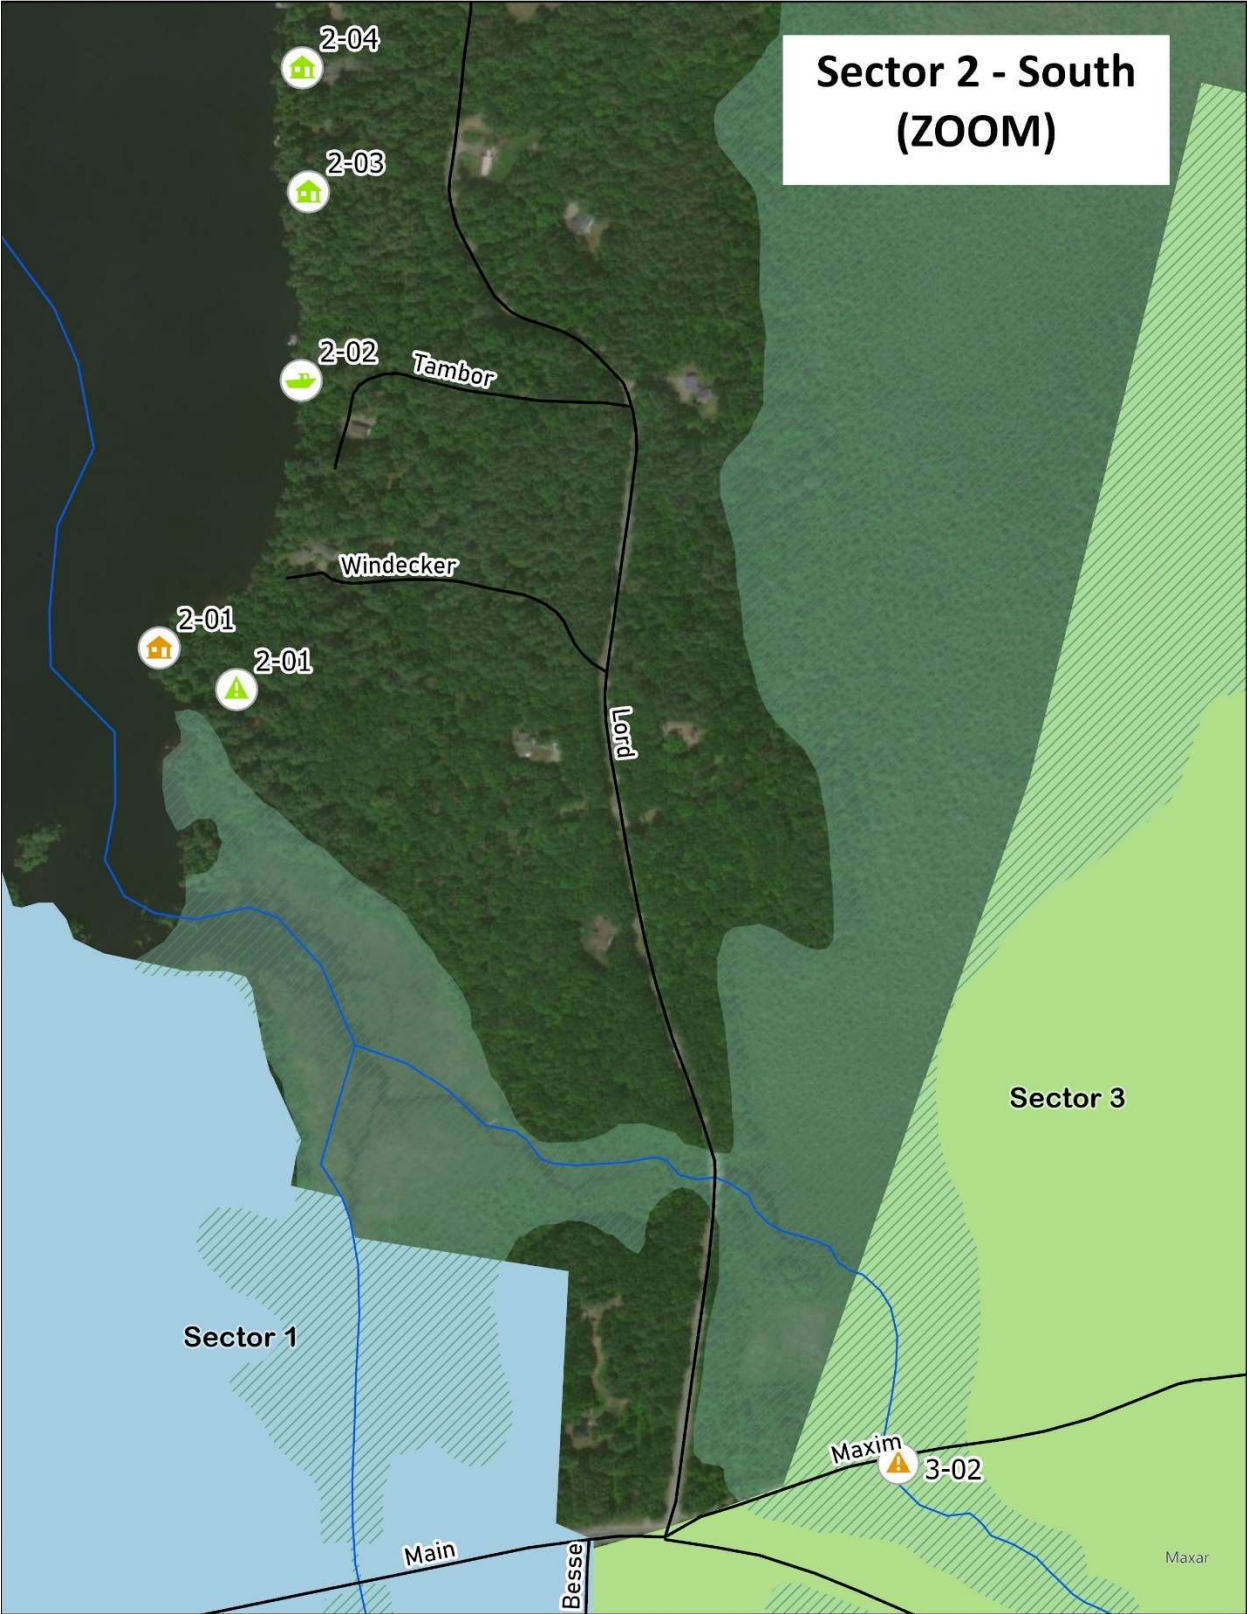 2-04
Sector 2 - South
(ZOOM)
2-03
2-02
Tambor
Windecker
2-01
2-01
Lord
Sector 3
Sector 1
Maxim
3-02
Main
Besse
Maxar